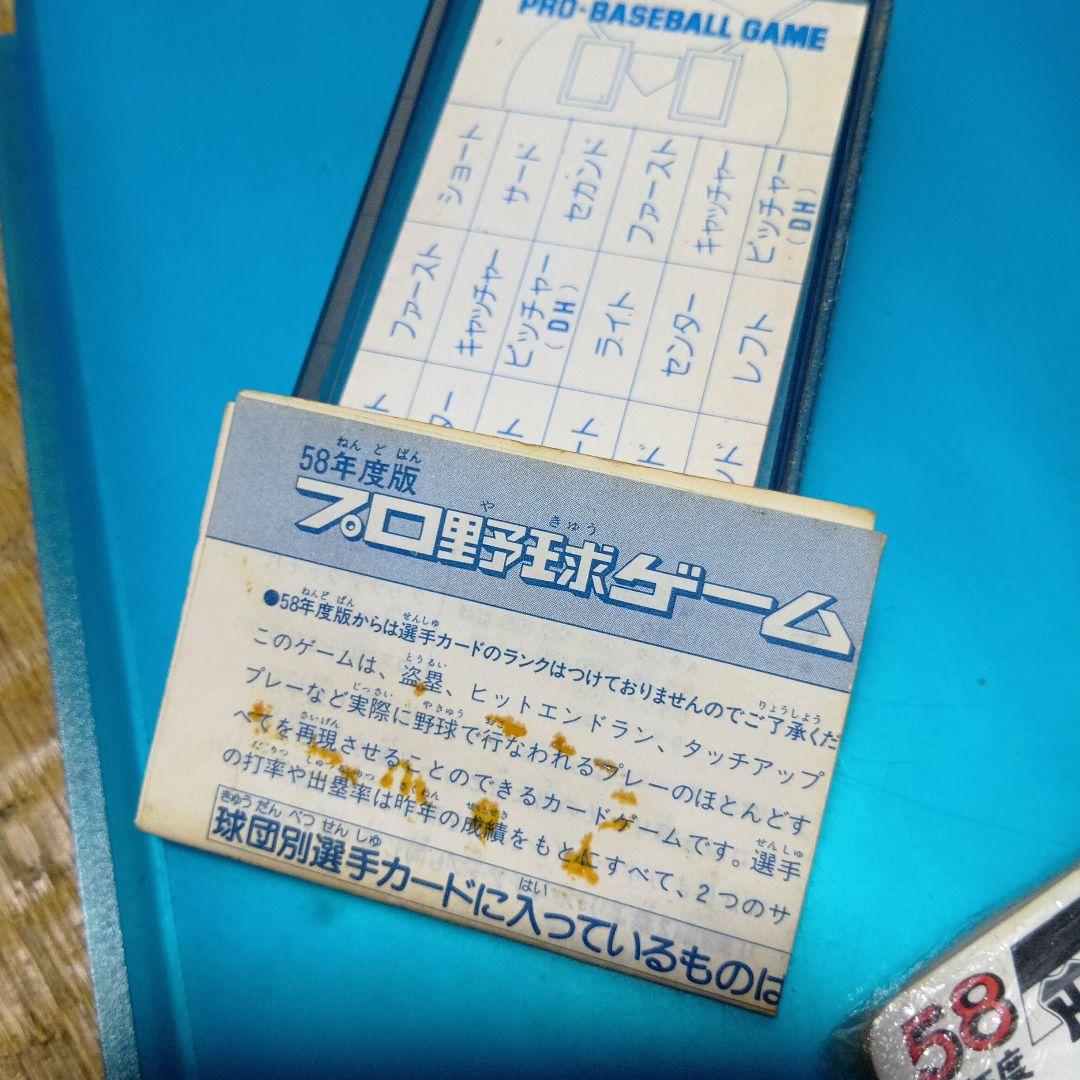 PRO-BASEBALL GAME
ショート
サード
セカンド
ファースト
キャッチャー
ピッチャー
(DH)
ファースト
キャッチャー
ピッチャー
(DH)
ライト
センター
レフト
58年度版
ねんどばん
プロ野球ゲーム
やきゅう
●58年度版からは選手カードのランクはつけておりませんのでご了承くだ
このゲームは、盗塁、ヒットエンドラン、タッチアップ
プレーなど実際に野球で行なわれるプレーのほとんどす
べてを再現させることのできるカードゲームです。選手
の打率や出塁率は昨年の成績をもとにすべて、2つのサ
球団別選手カードに入っているものは
58